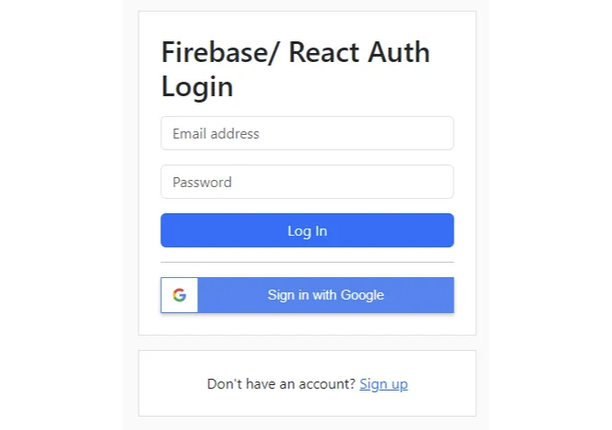 Firebase/ React Auth
Login
Email address
Password
Log In
Sign in with Google
Don't have an account? Sign up